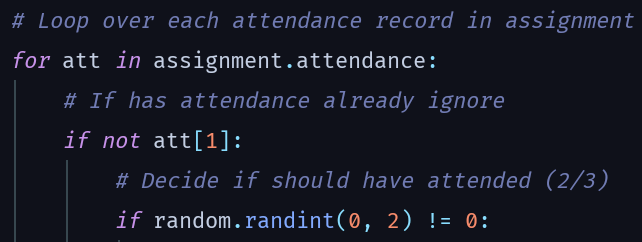 # Loop over each attendance record in assignment
for att in assignment.attendance:
# If has attendance already ignore
if not att[1]:
# Decide if should have attended (2/3)
if random.randint(0, 2) != 0: